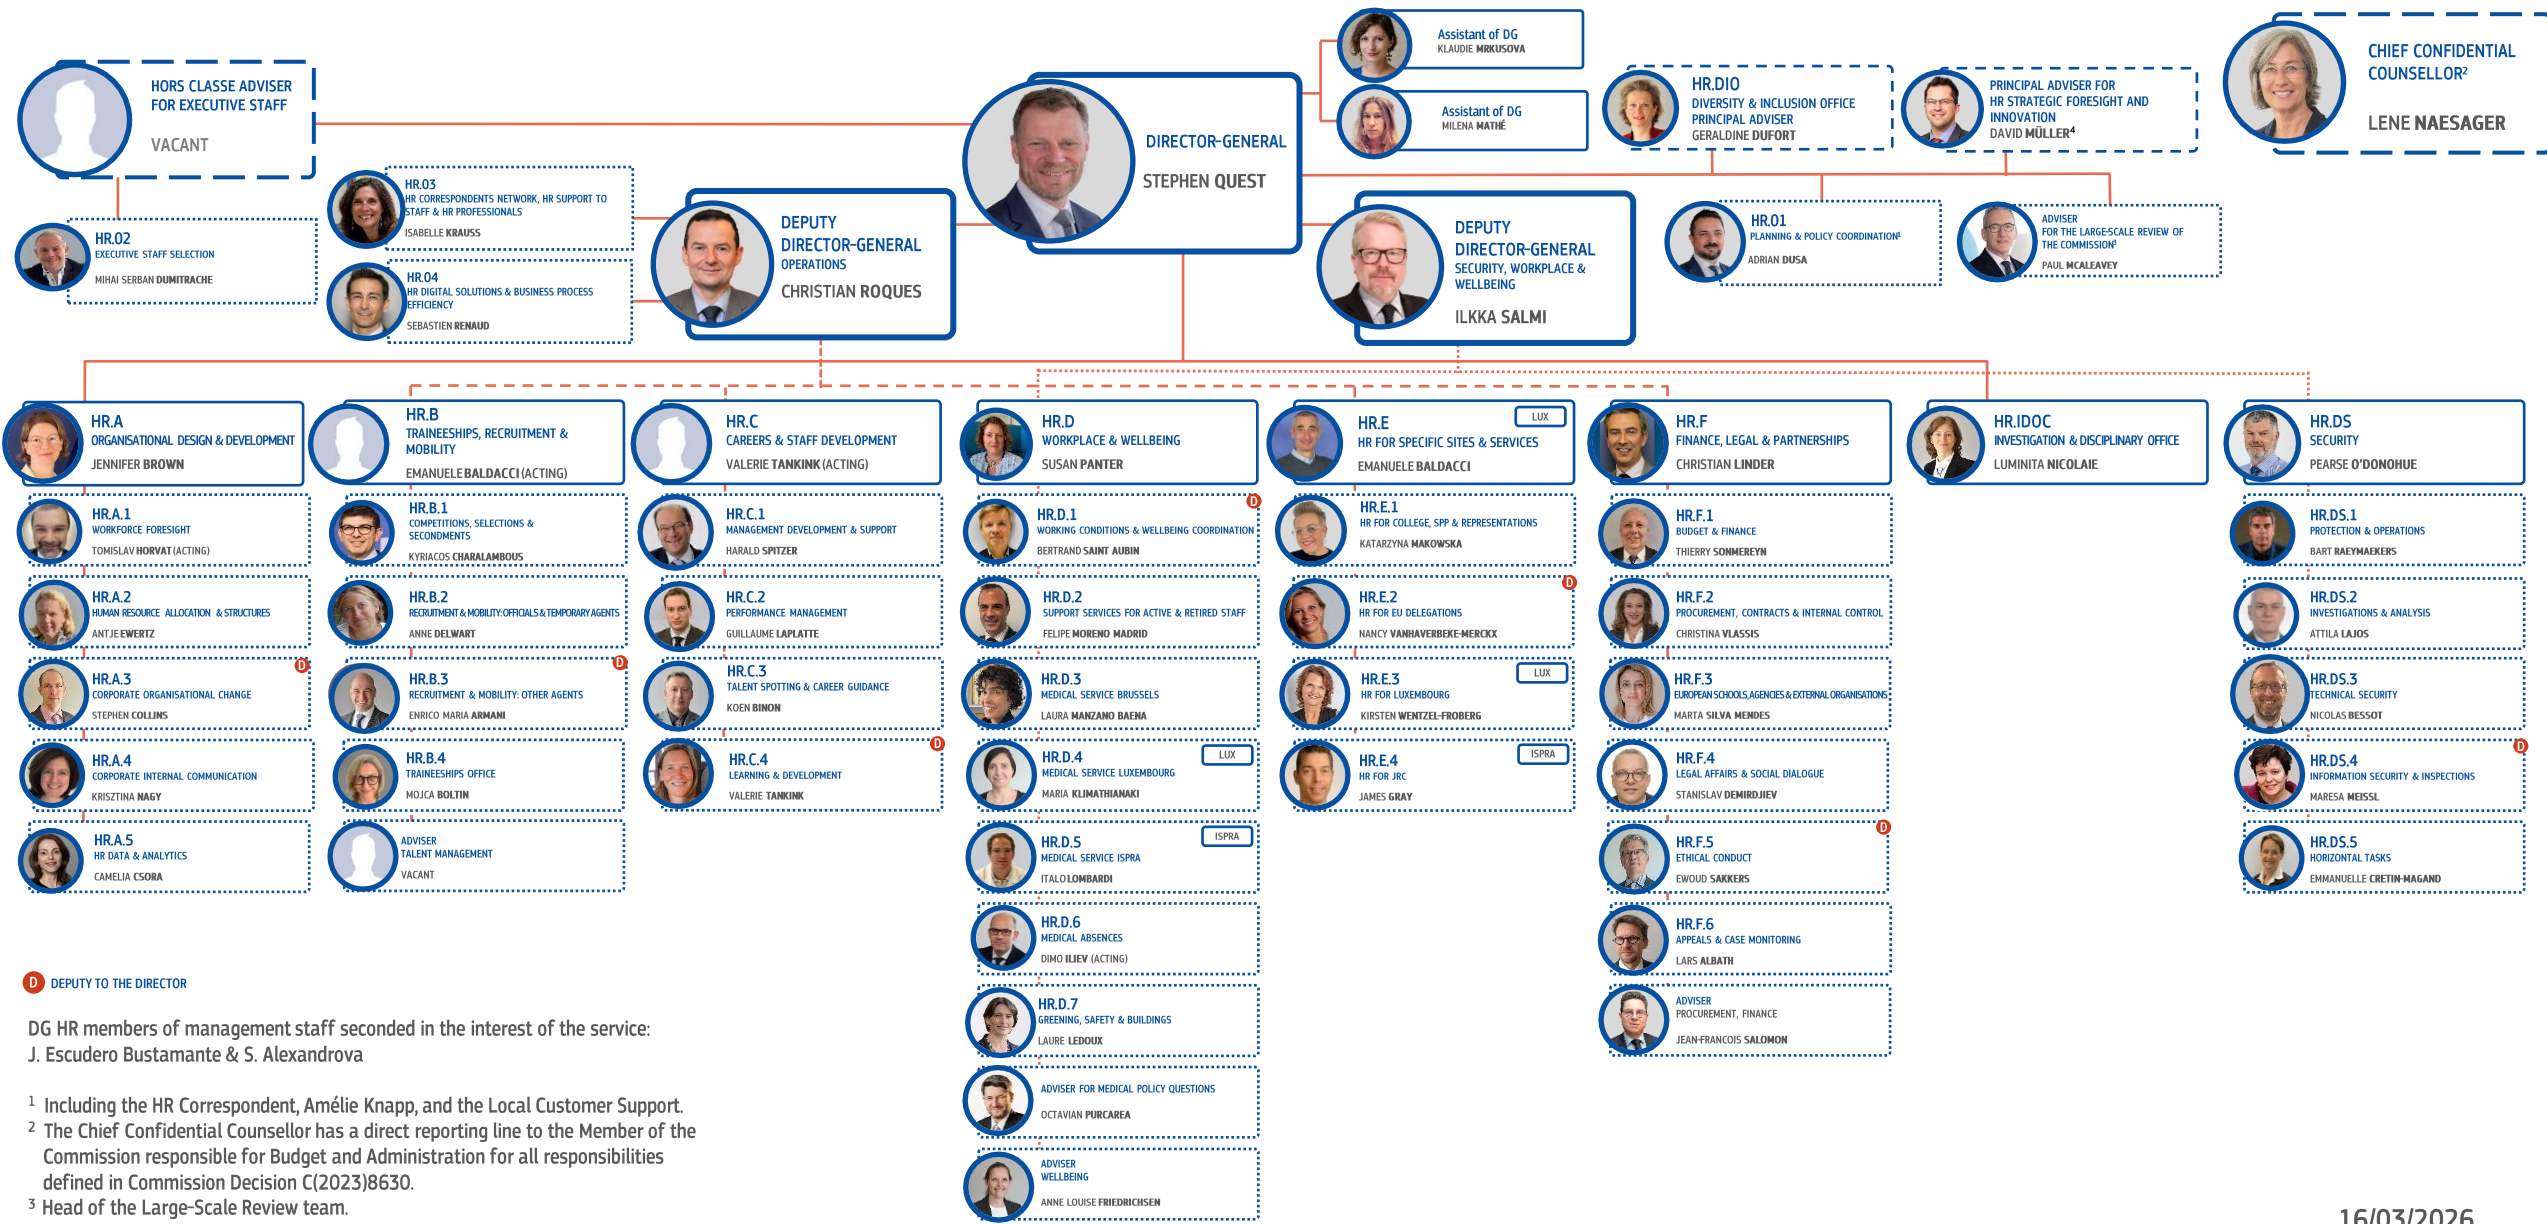 Assistant of DG
KLAUDIE MRKUSOVA
Assistant of DG
MILENA MATHÉ
HORS CLASSE ADVISER
FOR EXECUTIVE STAFF
VACANT
DIRECTOR-GENERAL
STEPHEN QUEST
HR.DIO
DIVERSITY & INCLUSION OFFICE
PRINCIPAL ADVISER
GERALDINE DUFORT
PRINCIPAL ADVISER FOR
HR STRATEGIC FORESIGHT AND
INNOVATION
DAVID MÜLLER⁴
CHIEF CONFIDENTIAL
COUNSELLOR²
LENE NAESAGER
HR.02
EXECUTIVE STAFF SELECTION
MIHAI SERBAN DUMITRACHE
HR.03
HR CORRESPONDENTS NETWORK, HR SUPPORT TO
STAFF & HR PROFESSIONALS
ISABELLE KRAUSS
HR.04
HR DIGITAL SOLUTIONS & BUSINESS PROCESS
EFFICIENCY
SEBASTIEN RENAUD
DEPUTY
DIRECTOR-GENERAL
OPERATIONS
CHRISTIAN ROQUES
DEPUTY
DIRECTOR-GENERAL
SECURITY, WORKPLACE &
WELLBEING
ILKKA SALMI
HR.01
PLANNING & POLICY COORDINATION¹
ADRIAN DUSA
ADVISER
FOR THE LARGE-SCALE REVIEW OF
THE COMMISSION³
PAUL MCALEAVEY
HR.A
ORGANISATIONAL DESIGN & DEVELOPMENT
JENNIFER BROWN
HR.A.1
WORKFORCE FORESIGHT
TOMISLAV HORVAT (ACTING)
HR.A.2
HUMAN RESOURCE ALLOCATION & STRUCTURES
ANTJE EWERTZ
D
HR.A.3
CORPORATE ORGANISATIONAL CHANGE
STEPHEN COLLINS
HR.A.4
CORPORATE INTERNAL COMMUNICATION
KRISZTINA NAGY
HR.A.5
HR DATA & ANALYTICS
CAMELIA CSORA
HR.B
TRAINEESHIPS, RECRUITMENT &
MOBILITY
EMANUELE BALDACCI (ACTING)
HR.B.1
COMPETITIONS, SELECTIONS &
SECONDMENTS
KYRIACOS CHARALAMBOUS
HR.B.2
RECRUITMENT & MOBILITY: OFFICIALS & TEMPORARY AGENTS
ANNE DELWART
D
HR.B.3
RECRUITMENT & MOBILITY: OTHER AGENTS
ENRICO MARIA ARMANI
HR.B.4
TRAINEESHIPS OFFICE
MOJCA BOLTIN
ADVISER
TALENT MANAGEMENT
VACANT
HR.C
CAREERS & STAFF DEVELOPMENT
VALERIE TANKINK (ACTING)
HR.C.1
MANAGEMENT DEVELOPMENT & SUPPORT
HARALD SPITZER
HR.C.2
PERFORMANCE MANAGEMENT
GUILLAUME LAPLATTE
HR.C.3
TALENT SPOTTING & CAREER GUIDANCE
KOEN BINON
D
HR.C.4
LEARNING & DEVELOPMENT
VALERIE TANKINK
HR.D
WORKPLACE & WELLBEING
SUSAN PANTER
D
HR.D.1
WORKING CONDITIONS & WELLBEING COORDINATION
BERTRAND SAINT AUBIN
HR.D.2
SUPPORT SERVICES FOR ACTIVE & RETIRED STAFF
FELIPE MORENO MADRID
HR.D.3
MEDICAL SERVICE BRUSSELS
LAURA MANZANO BAENA
HR.D.4
LUX
MEDICAL SERVICE LUXEMBOURG
MARIA KLIMATHIANAKI
HR.D.5
ISPRA
MEDICAL SERVICE ISPRA
ITALO LOMBARDI
HR.D.6
MEDICAL ABSENCES
DIMO ILIEV (ACTING)
HR.D.7
GREENING, SAFETY & BUILDINGS
LAURE LEDOUX
ADVISER FOR MEDICAL POLICY QUESTIONS
OCTAVIAN PURCAREA
ADVISER
WELLBEING
ANNE LOUISE FRIEDRICHSEN
HR.E
LUX
HR FOR SPECIFIC SITES & SERVICES
EMANUELE BALDACCI
HR.E.1
HR FOR COLLEGE, SPP & REPRESENTATIONS
KATARZYNA MAKOWSKA
D
HR.E.2
HR FOR EU DELEGATIONS
NANCY VANHAVERBEKE-MERCKX
HR.E.3
LUX
HR FOR LUXEMBOURG
KIRSTEN WENTZEL-FROBERG
HR.E.4
ISPRA
HR FOR JRC
JAMES GRAY
HR.F
FINANCE, LEGAL & PARTNERSHIPS
CHRISTIAN LINDER
HR.F.1
BUDGET & FINANCE
THIERRY SONMEREYN
HR.F.2
PROCUREMENT, CONTRACTS & INTERNAL CONTROL
CHRISTINA VLASSIS
HR.F.3
EUROPEAN SCHOOLS, AGENCIES & EXTERNAL ORGANISATIONS
MARTA SILVA MENDES
HR.F.4
LEGAL AFFAIRS & SOCIAL DIALOGUE
STANISLAV DEMIRDJIEV
D
HR.F.5
ETHICAL CONDUCT
EWOUD SAKKERS
HR.F.6
APPEALS & CASE MONITORING
LARS ALBATH
ADVISER
PROCUREMENT, FINANCE
JEAN-FRANCOIS SALOMON
HR.IDOC
INVESTIGATION & DISCIPLINARY OFFICE
LUMINITA NICOLAIE
HR.DS
SECURITY
PEARSE O'DONOHUE
HR.DS.1
PROTECTION & OPERATIONS
BART RAEYMAEKERS
HR.DS.2
INVESTIGATIONS & ANALYSIS
ATTILA LAJOS
HR.DS.3
TECHNICAL SECURITY
NICOLAS BESSOT
D
HR.DS.4
INFORMATION SECURITY & INSPECTIONS
MARESA MEISSL
HR.DS.5
HORIZONTAL TASKS
EMMANUELLE CRETIN-MAGAND
D DEPUTY TO THE DIRECTOR
DG HR members of management staff seconded in the interest of the service:
J. Escudero Bustamante & S. Alexandrova
¹ Including the HR Correspondent, Amélie Knapp, and the Local Customer Support.
² The Chief Confidential Counsellor has a direct reporting line to the Member of the
Commission responsible for Budget and Administration for all responsibilities
defined in Commission Decision C(2023)8630.
³ Head of the Large-Scale Review team.
16/03/2026